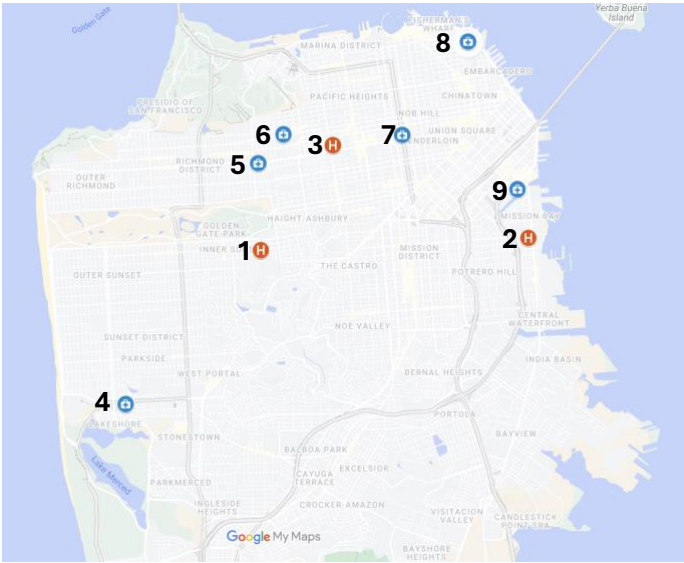 Golden Gate
Yerba Buena
Island
FISHERMAN'S
WHARF
8
MARINA DISTRICT
EMBARCADERO
PACIFIC HEIGHTS
CHINATOWN
PRESIDIO OF
SAN FRANCISCO
NOB HILL
6
3
7
UNION SQUARE
TENDERLOIN
5
RICHMOND
DISTRICT
OUTER
RICHMOND
9
HAIGHT-ASHBURY
MISSION BAY
GOLDEN
GATE PARK
2
INNER SU
1
MISSION
DISTRICT
THE CASTRO
OUTER SUNSET
POTRERO HILL
CENTRAL
WATERFRONT
NOE VALLEY
SUNSET DISTRICT
INDIA BASIN
PARKSIDE
WEST PORTAL
BERNAL HEIGHTS
4
LAKESHORE
PORTOLA
STONESTOWN
BAYVIEW
BALBOA PARK
Lake Merced
CAYUGA
TERRACE
EXCELSIOR
PARKMERCED
INGLESIDE
HEIGHTS
CROCKER-AMAZON
VISITACION
VALLEY
CANDLESTICK
POINT SRA
Google My Maps
BAYSHORE
HEIGHTS
H
H
H